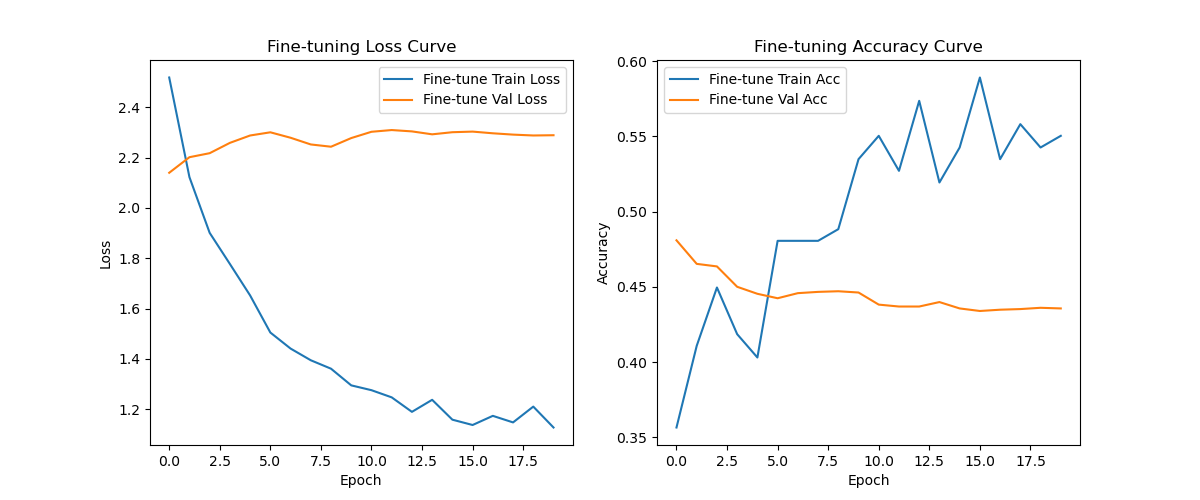 Fine-tuning Loss Curve
Fine-tune Train Loss
Fine-tune Val Loss
2.4
2.2
2.0
1.8
1.6
1.4
1.2
Loss
0.0 2.5 5.0 7.5 10.0 12.5 15.0 17.5
Epoch
Fine-tuning Accuracy Curve
Fine-tune Train Acc
Fine-tune Val Acc
0.60
0.55
0.50
0.45
0.40
0.35
Accuracy
0.0 2.5 5.0 7.5 10.0 12.5 15.0 17.5
Epoch